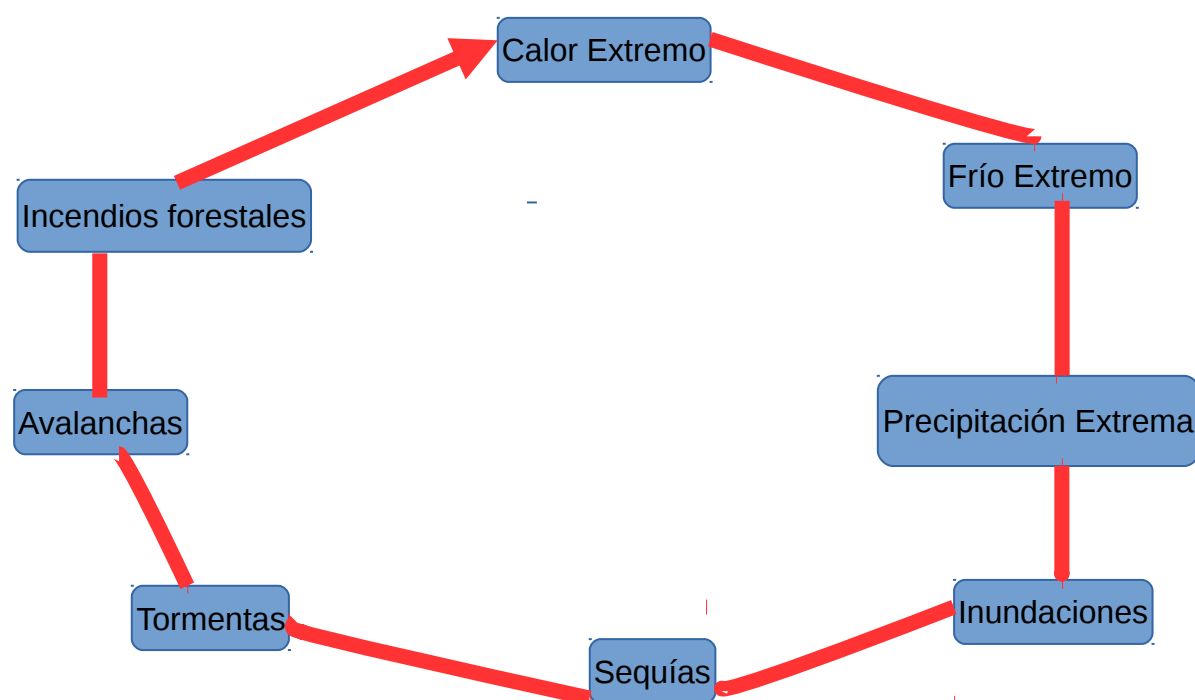 Calor Extremo
Frío Extremo
Incendios forestales
Avalanchas
Precipitación Extrema
Tormentas
Inundaciones
Sequías